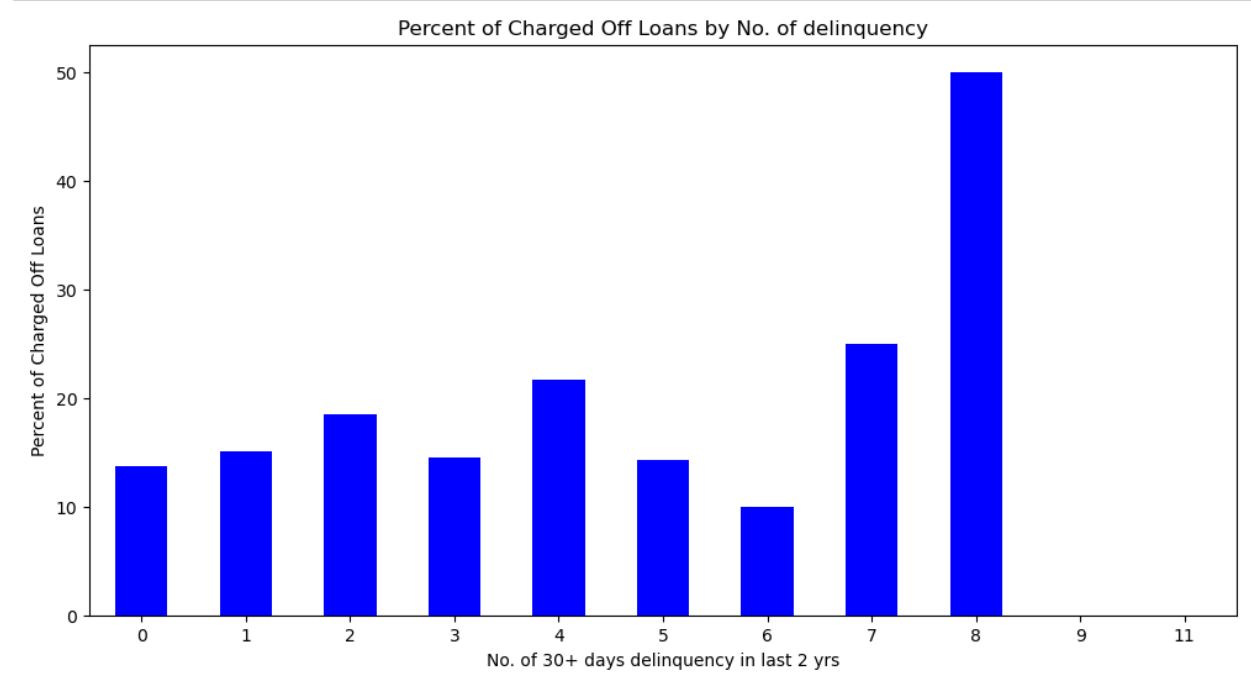 Percent of Charged Off Loans by No. of delinquency
Percent of Charged Off Loans
50
40
30
20
10
0
0 1 2 3 4 5 6 7 8 9 11
No. of 30+ days delinquency in last 2 yrs